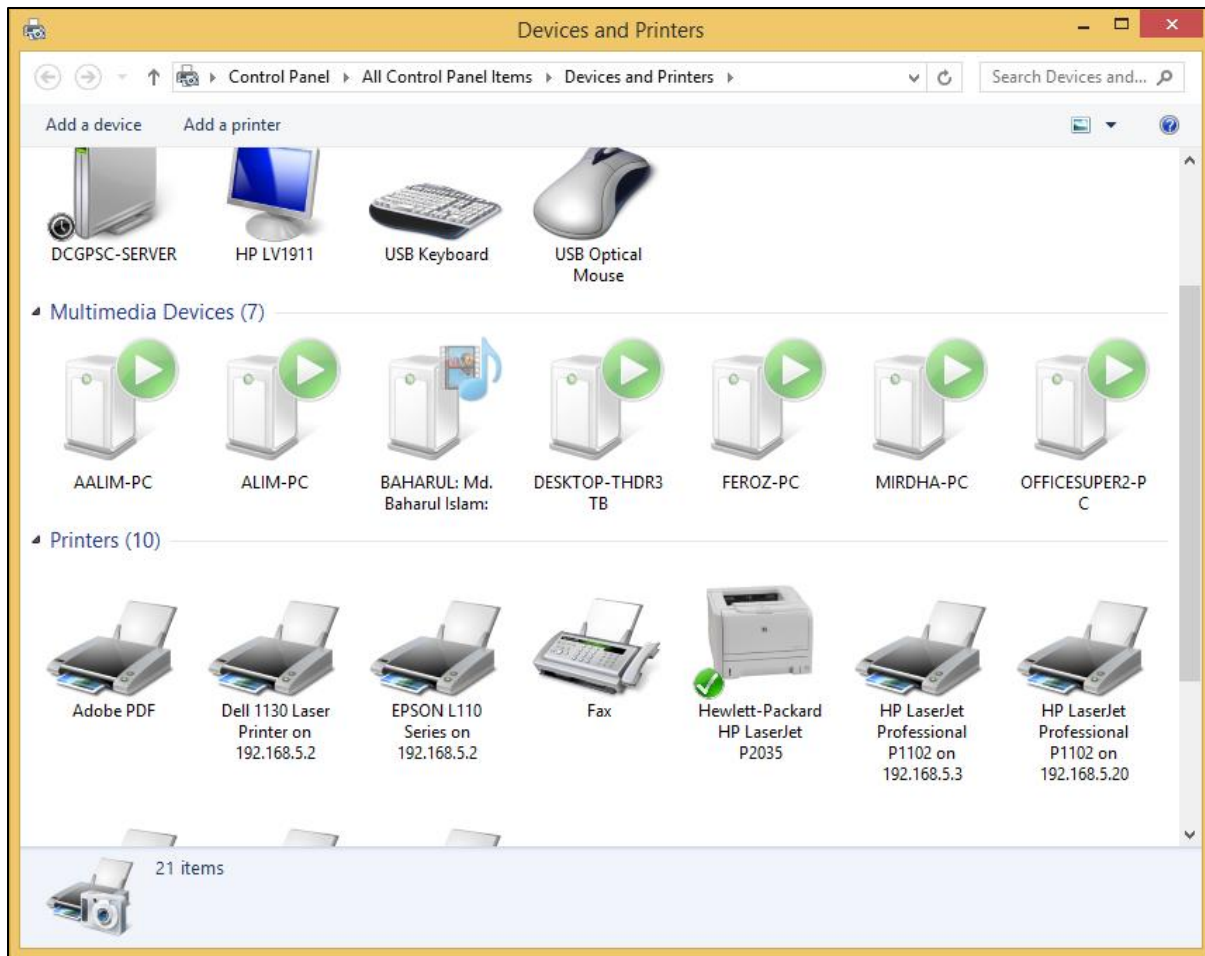 Devices and Printers
Control Panel ▸ All Control Panel Items ▸ Devices and Printers ▸
Search Devices and...
Add a device Add a printer
DCGPSC-SERVER HP LV1911 USB Keyboard USB Optical
Mouse
Multimedia Devices (7)
AALIM-PC ALIM-PC BAHARUL: Md. DESKTOP-THDR3 FEROZ-PC MIRDHA-PC OFFICESUPER2-P
Baharul Islam: TB C
Printers (10)
Adobe PDF Dell 1130 Laser EPSON L110 Fax Hewlett-Packard HP LaserJet HP LaserJet
Printer on Series on HP LaserJet Professional Professional
192.168.5.2 192.168.5.2 P2035 P1102 on P1102 on
192.168.5.3 192.168.5.20
21 items